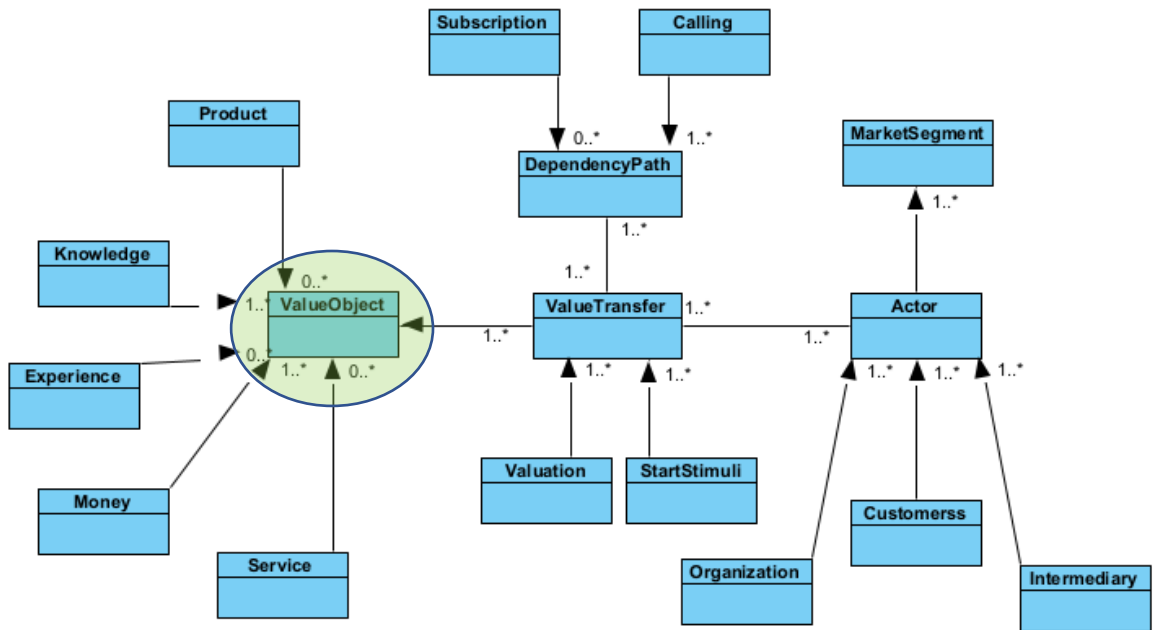 Subscription
Calling
Product
MarketSegment
0..*
1..*
DependencyPath
1..*
1..*
Knowledge
1..*
0..*
1..*
ValueObject
ValueTransfer
1..*
Actor
1..*
1..*
0..*
Experience
1..*
0..*
1..*
1..*
1..*
1..*
1..*
Valuation
StartStimuli
Money
Customerss
Service
Organization
Intermediary